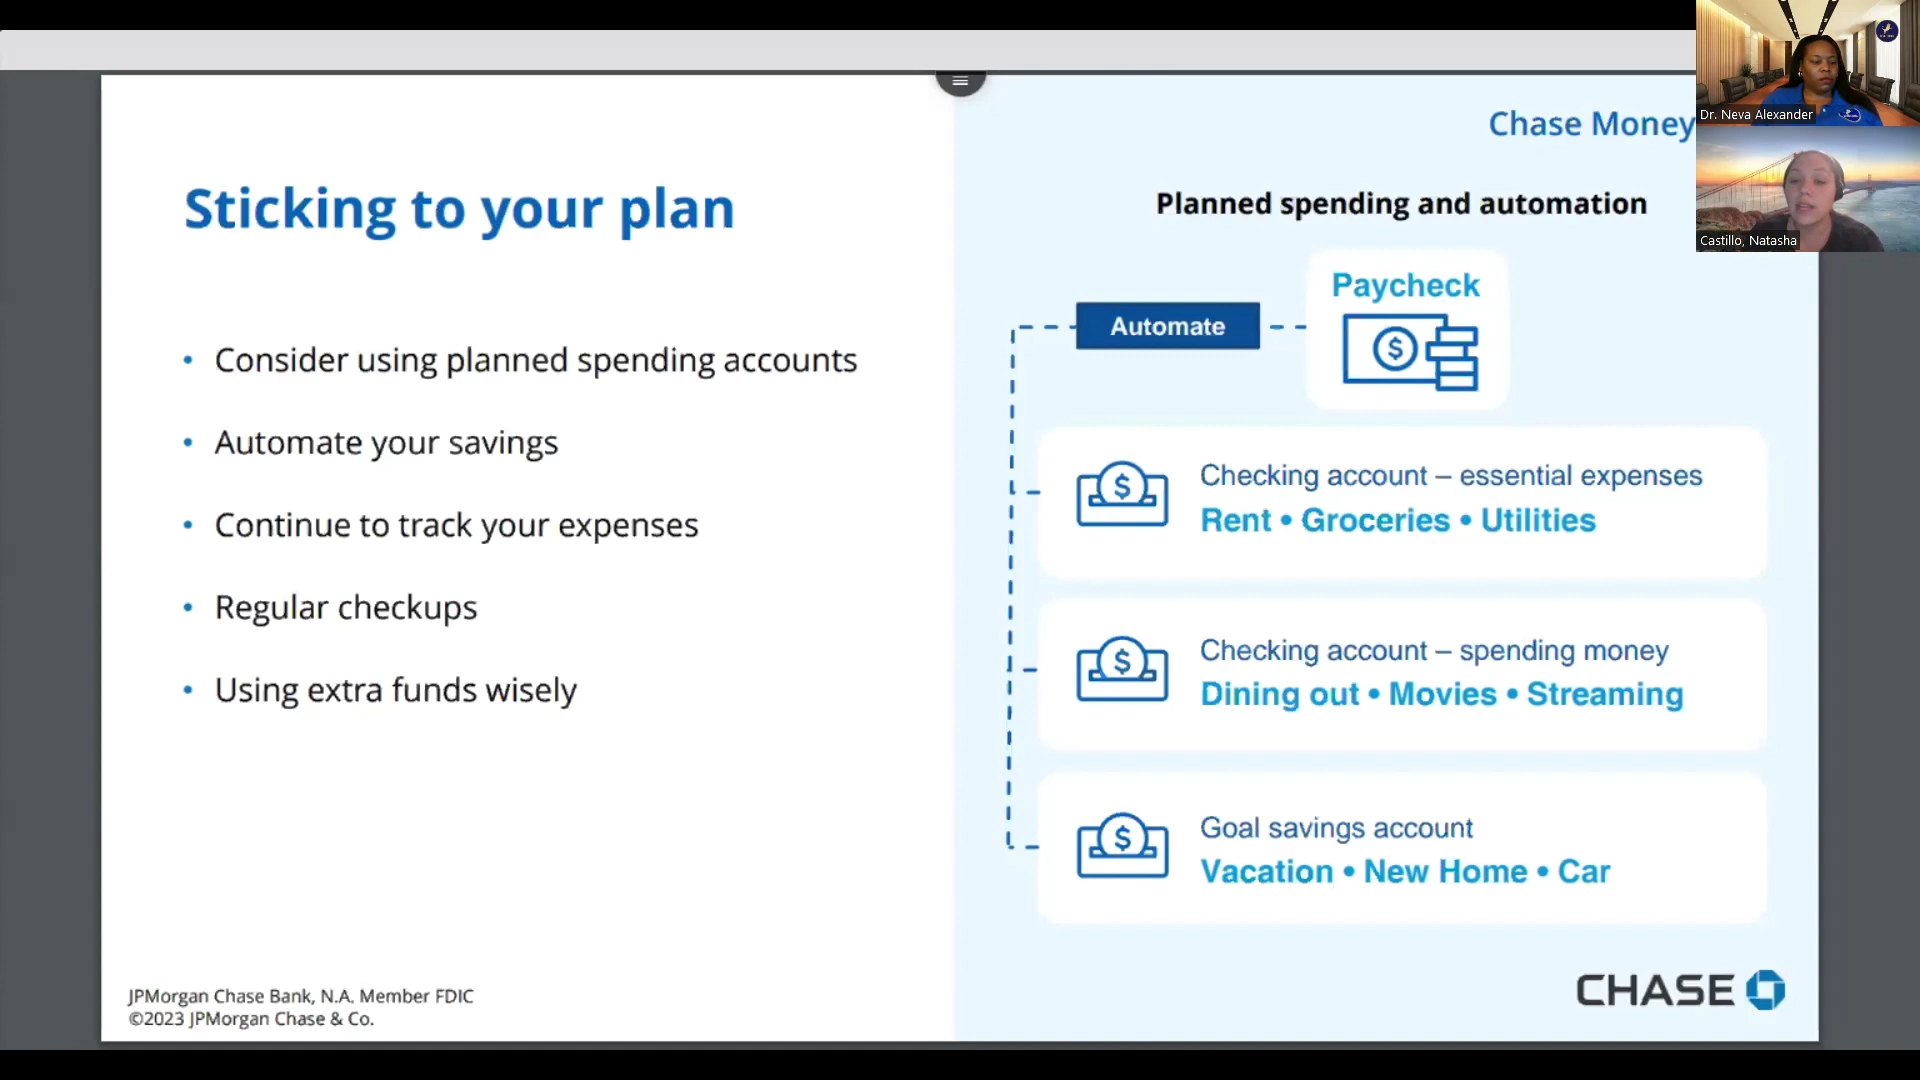 Sticking to your plan
• Consider using planned spending accounts
• Automate your savings
• Continue to track your expenses
• Regular checkups
• Using extra funds wisely
JPMorgan Chase Bank, N.A. Member FDIC
©2023 JPMorgan Chase & Co.
Chase Money
Planned spending and automation
Paycheck
Automate
Checking account – essential expenses
Rent • Groceries • Utilities
Checking account – spending money
Dining out • Movies • Streaming
Goal savings account
Vacation • New Home • Car
CHASE
Dr. Neva Alexander
Castillo, Natasha